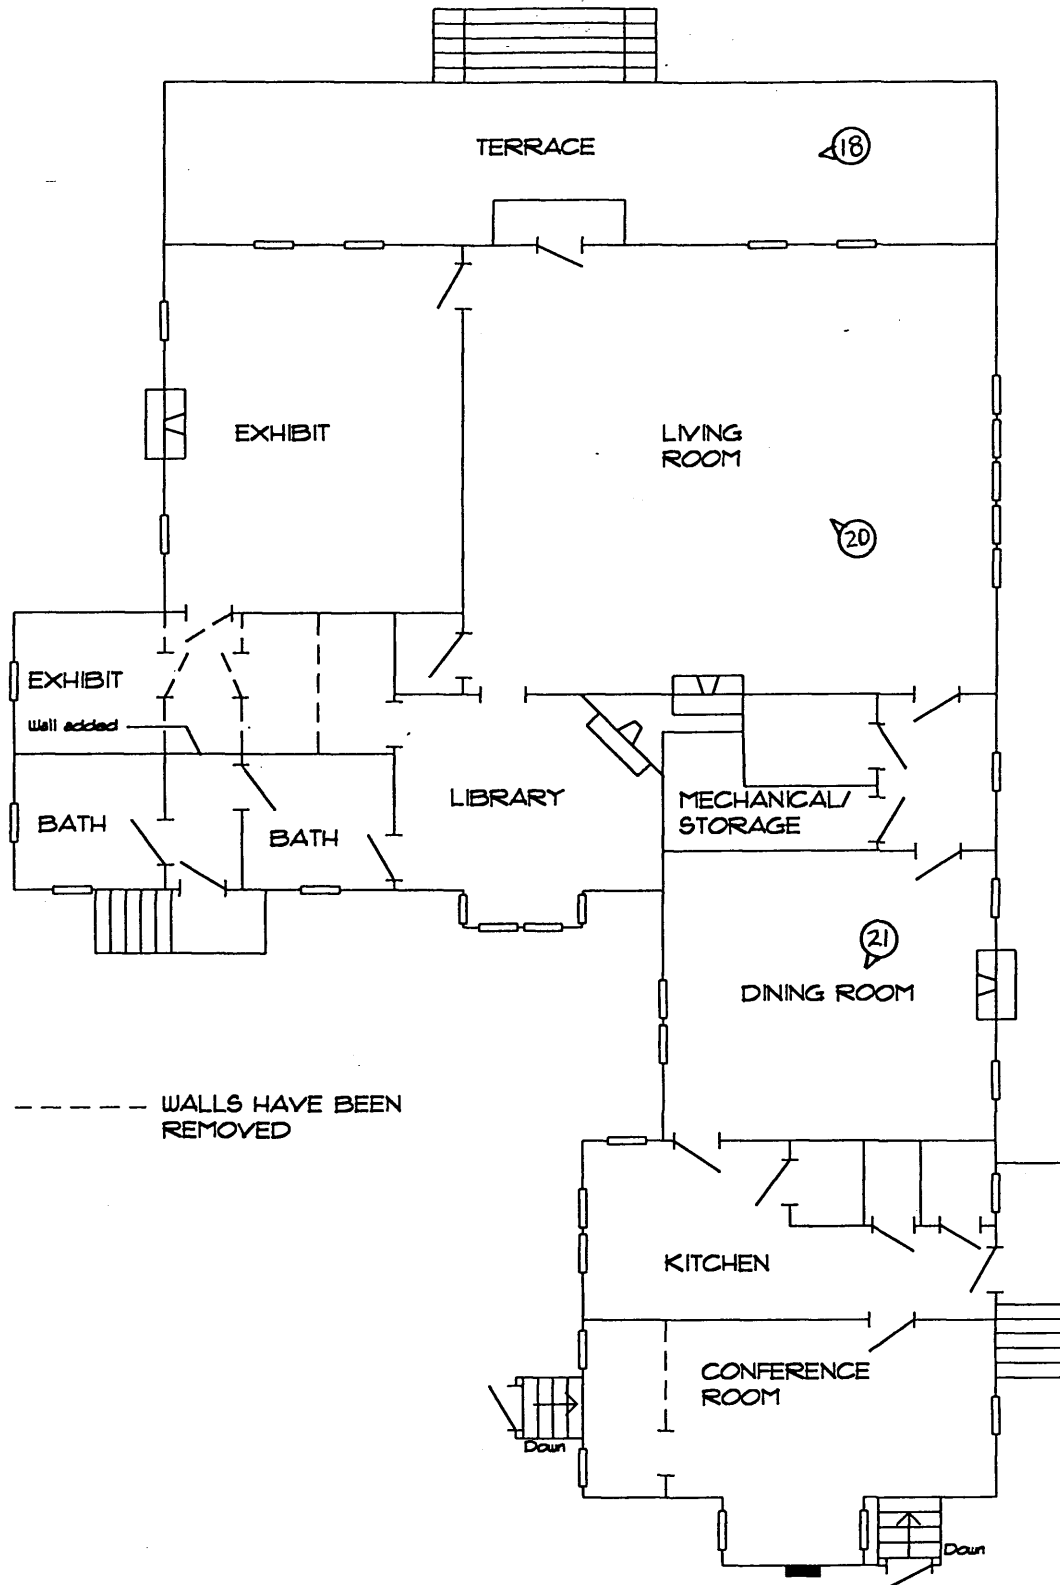 TERRACE
18
EXHIBIT
LIVING
ROOM
20
EXHIBIT
Wall added
BATH
BATH
LIBRARY
MECHANICAL/
STORAGE
21
DINING ROOM
WALLS HAVE BEEN
REMOVED
KITCHEN
CONFERENCE
ROOM
Down
Down